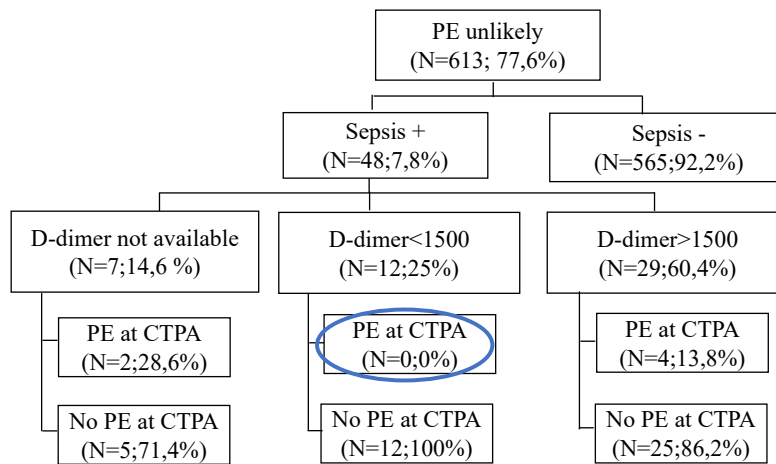 PE unlikely
(N=613; 77,6%)
Sepsis +
(N=48;7,8%)
Sepsis -
(N=565;92,2%)
D-dimer not available
(N=7;14,6 %)
D-dimer<1500
(N=12;25%)
D-dimer>1500
(N=29;60,4%)
PE at CTPA
(N=2;28,6%)
PE at CTPA
(N=0;0%)
PE at CTPA
(N=4;13,8%)
No PE at CTPA
(N=5;71,4%)
No PE at CTPA
(N=12;100%)
No PE at CTPA
(N=25;86,2%)